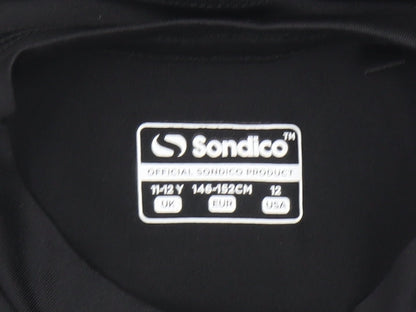 Sondico™
OFFICIAL SONDICO PRODUCT
11-12 Y 146-152CM 12
UK EUR USA